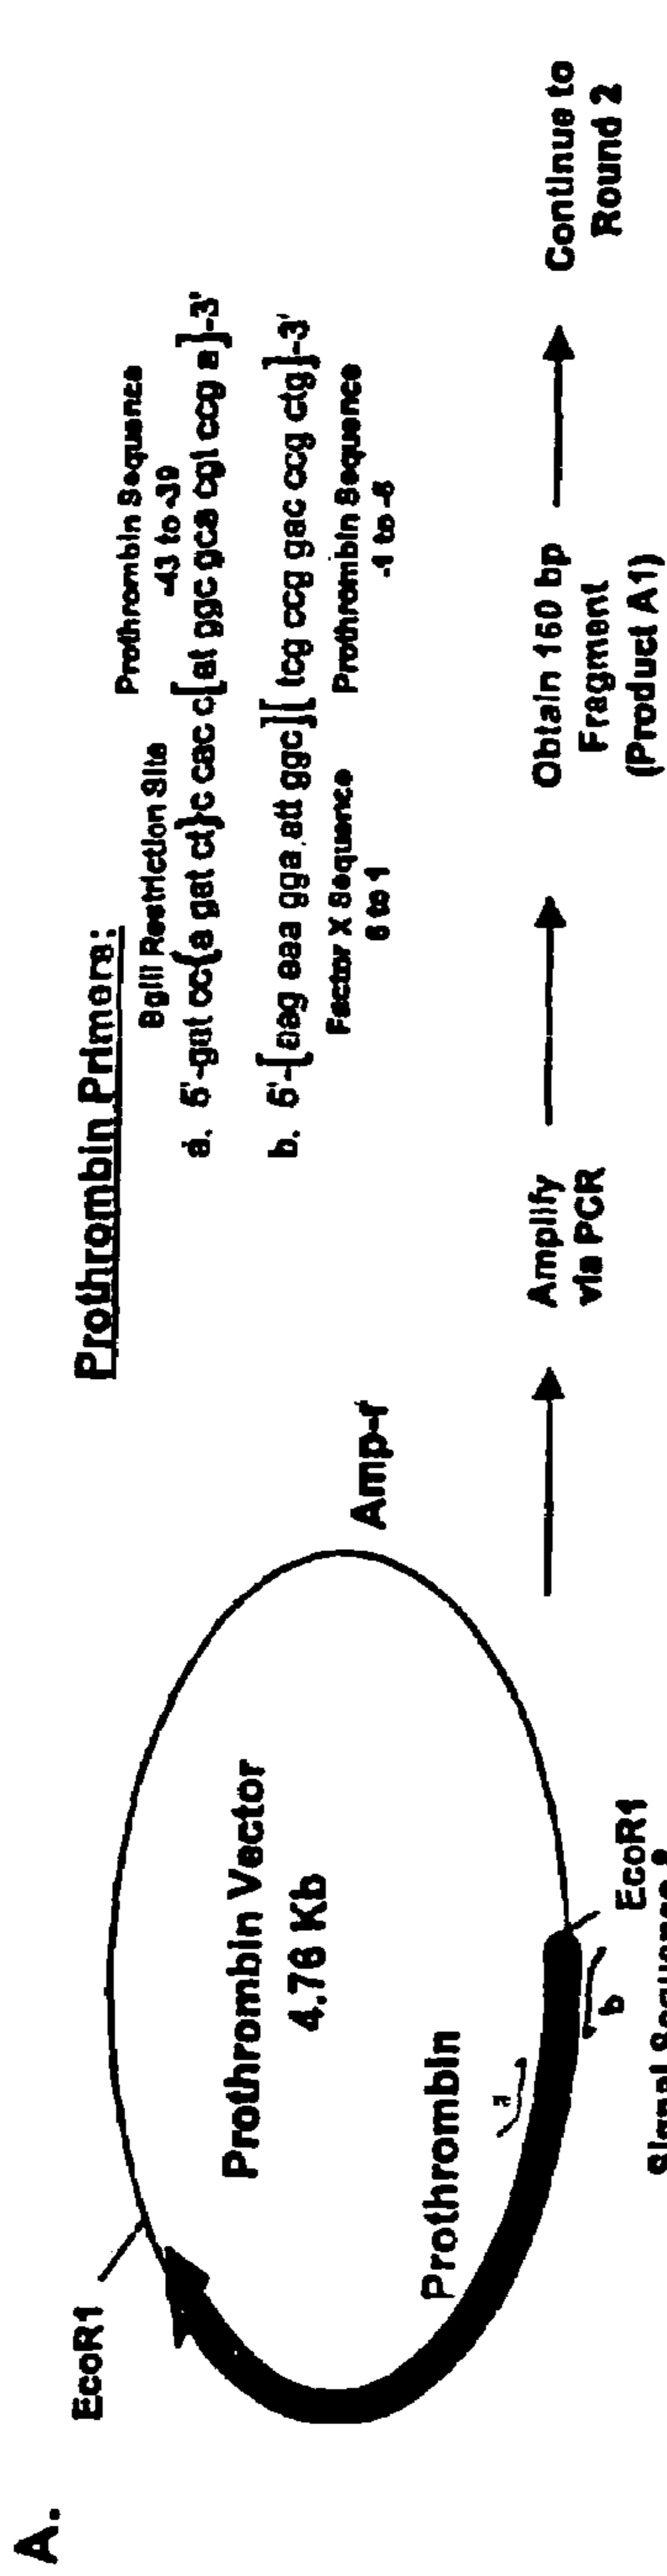 A.
EcoR1
Prothrombin Vector
4.76 Kb
Prothrombin
a
b
EcoR1
Amp-r
Prothrombin Primers:
BglII Restriction Site
Prothrombin Sequence
-43 to -39
a. 5'-gat cc{a gat ct}c cac c[at ggc gca cgt ccg a]-3'
b. 5'-[aag aaa gga att ggc][ tcg ccg gac ccg ctg]-3'
Factor X Sequence
6 to 1
Prothrombin Sequence
-1 to
Amplify
via PCR
Obtain 160 bp
Fragment
(Product A1)
Continue to
Round 2